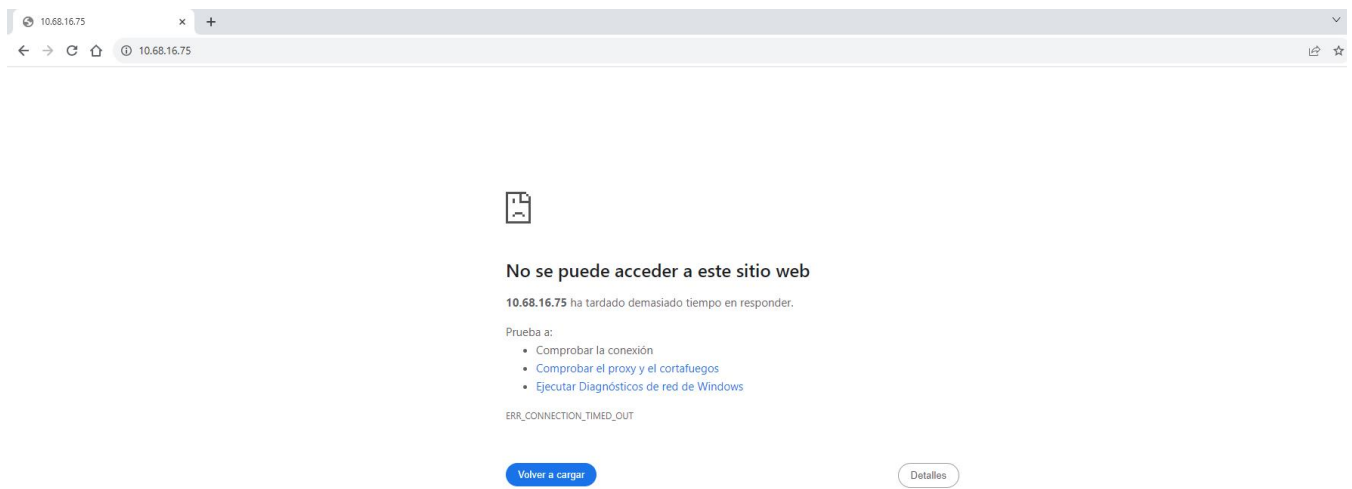 10.68.16.75
10.68.16.75
No se puede acceder a este sitio web
10.68.16.75 ha tardado demasiado tiempo en responder.
Prueba a:
Comprobar la conexión
Comprobar el proxy y el cortafuegos
Ejecutar Diagnósticos de red de Windows
ERR_CONNECTION_TIMED_OUT
Volver a cargar
Detalles